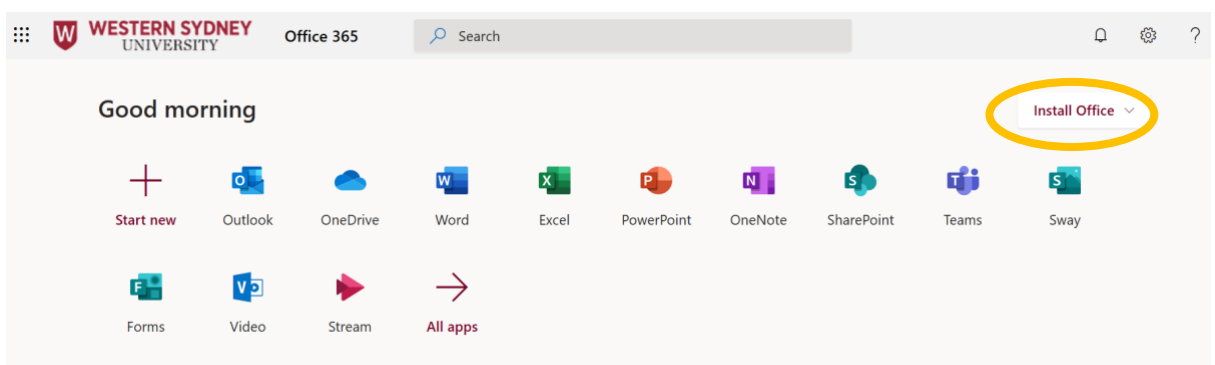 W WESTERN SYDNEY
UNIVERSITY
Office 365
Search
?
Good morning
Install Office
Start new
Outlook
OneDrive
Word
Excel
PowerPoint
OneNote
SharePoint
Teams
Sway
Forms
Video
Stream
All apps